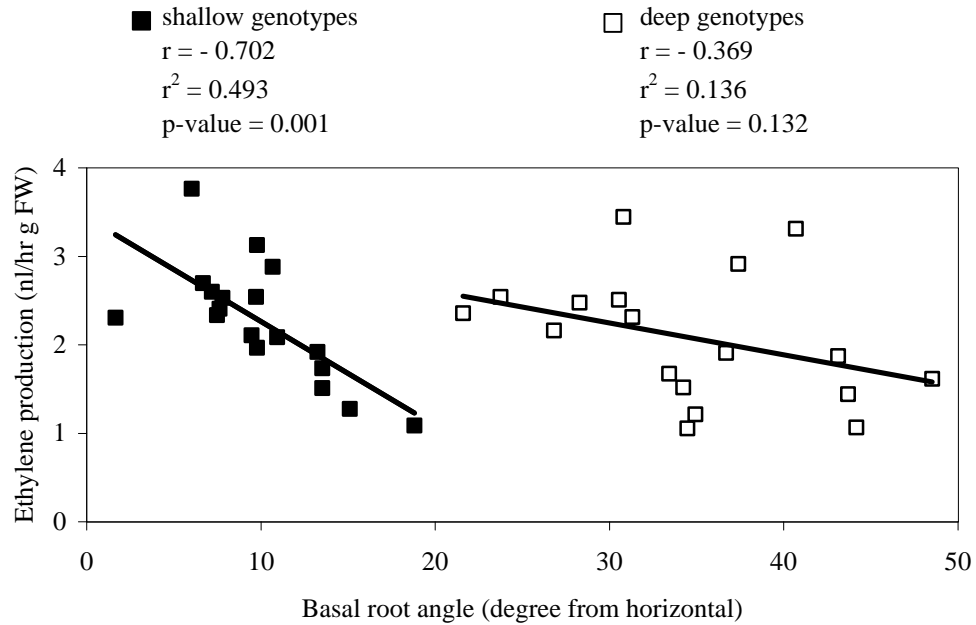 shallow genotypes
r = - 0.702
r² = 0.493
p-value = 0.001
deep genotypes
r = - 0.369
r² = 0.136
p-value = 0.132
Ethylene production (nl/hr g FW)
4
3
2
1
0
0 10 20 30 40 50
Basal root angle (degree from horizontal)